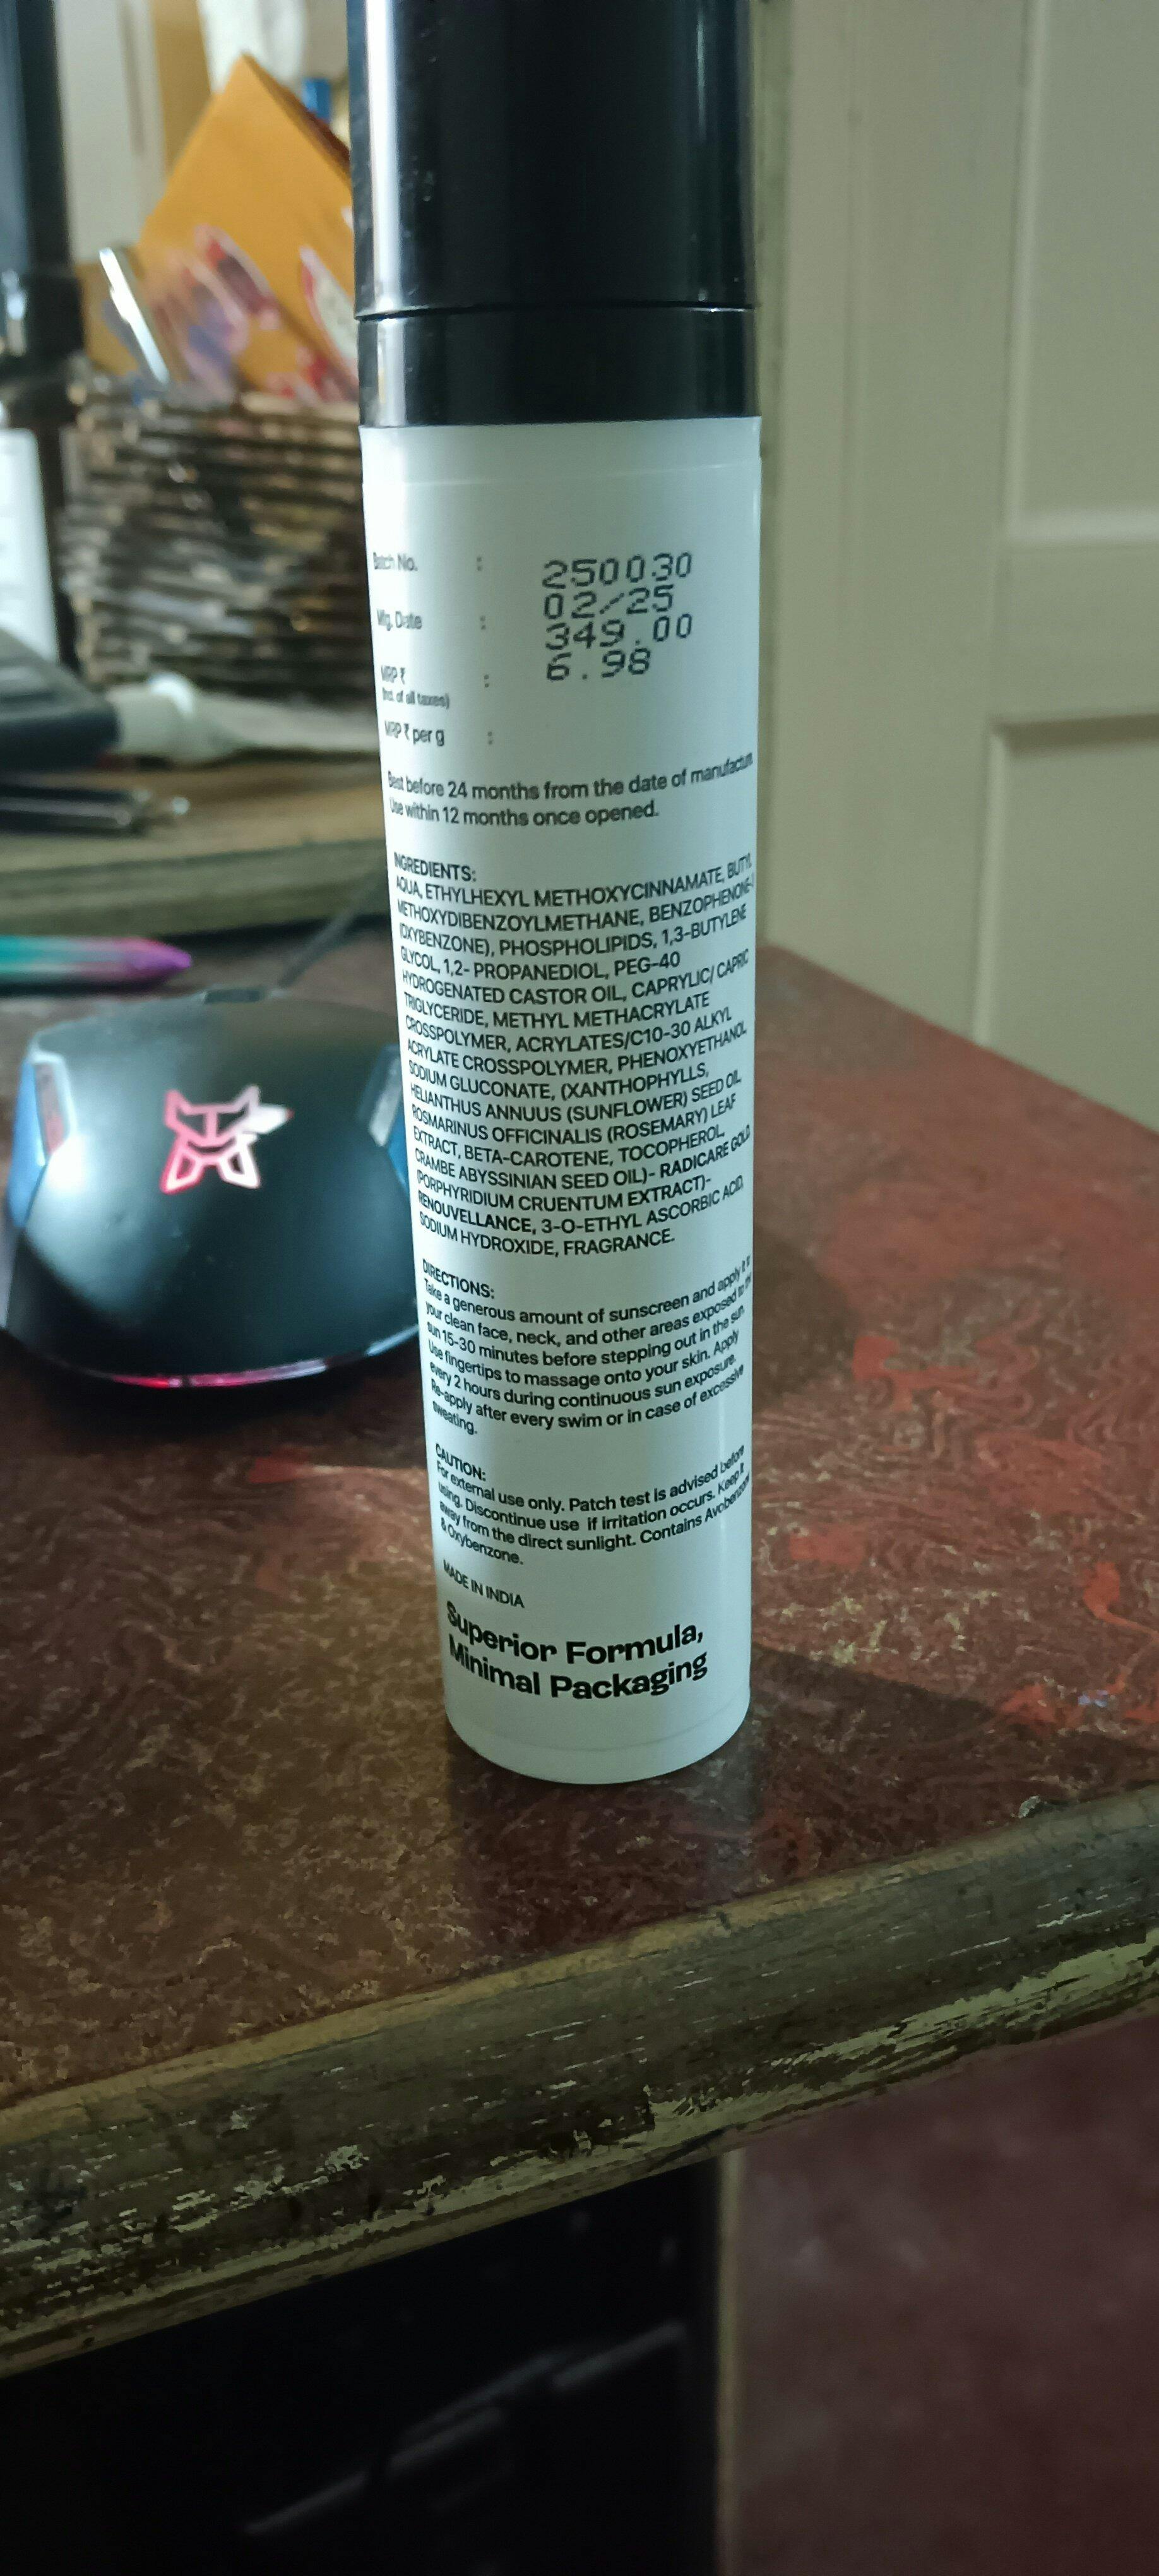 Batch No. : 250030
Mfg. Date : 02/25
MRP ₹ : 349.00
(Incl. of all taxes)
MRP ₹ per g : 6.98
Best before 24 months from the date of manufacture
Use within 12 months once opened.
INGREDIENTS:
AQUA, ETHYLHEXYL METHOXYCINNAMATE, BUTYL
METHOXYDIBENZOYLMETHANE, BENZOPHENONE-3
(OXYBENZONE), PHOSPHOLIPIDS, 1,3-BUTYLENE
GLYCOL, 1,2- PROPANEDIOL, PEG-40
HYDROGENATED CASTOR OIL, CAPRYLIC/ CAPRIC
TRIGLYCERIDE, METHYL METHACRYLATE
CROSSPOLYMER, ACRYLATES/C10-30 ALKYL
ACRYLATE CROSSPOLYMER, PHENOXYETHANOL,
SODIUM GLUCONATE, (XANTHOPHYLLS,
HELIANTHUS ANNUUS (SUNFLOWER) SEED OIL,
ROSMARINUS OFFICINALIS (ROSEMARY) LEAF
EXTRACT, BETA-CAROTENE, TOCOPHEROL,
CRAMBE ABYSSINIAN SEED OIL)- RADICARE GOLD,
(PORPHYRIDIUM CRUENTUM EXTRACT)-
RENOUVELLANCE, 3-O-ETHYL ASCORBIC ACID,
SODIUM HYDROXIDE, FRAGRANCE.
DIRECTIONS:
Take a generous amount of sunscreen and apply it to
your clean face, neck, and other areas exposed to the
sun 15-30 minutes before stepping out in the sun.
Use fingertips to massage onto your skin. Apply
every 2 hours during continuous sun exposure.
Re-apply after every swim or in case of excessive
sweating.
CAUTION:
For external use only. Patch test is advised before
using. Discontinue use if irritation occurs. Keep it
away from the direct sunlight. Contains Avobenzone
& Oxybenzone.
MADE IN INDIA
Superior Formula,
Minimal Packaging